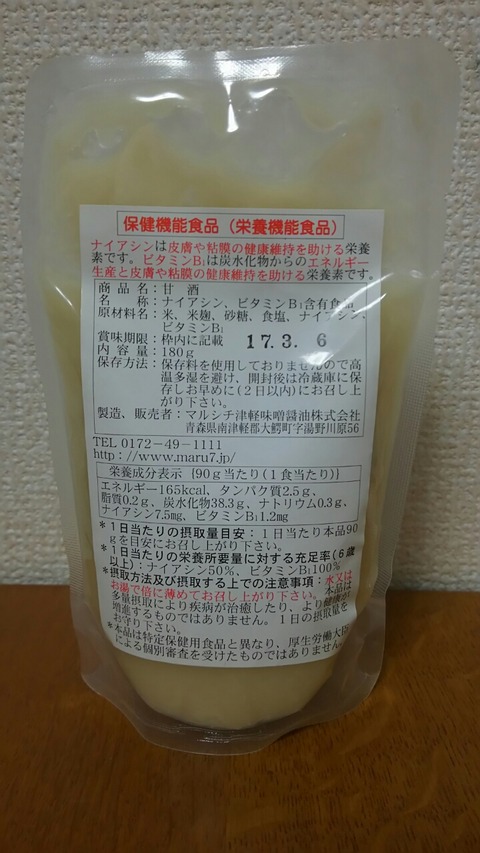 保健機能食品（栄養機能食品）
ナイアシンは皮膚や粘膜の健康維持を助ける栄養
素です。ビタミンB₁は炭水化物からのエネルギー
生産と皮膚や粘膜の健康維持を助ける栄養素です。
商品名：甘　酒
名　　称：ナイアシン、ビタミンB₁含有食品
原材料名：米、米麹、砂糖、食塩、ナイアシン、
ビタミンB₁
賞味期限：枠内に記載 17.3. 6
内容量：180g
保存方法：保存料を使用しておりませんので高
温多湿を避け、開封後は冷蔵庫に保
存しお早めに(２日以内)にお召し上
がり下さい。
製造、販売者：マルシチ津軽味噌醤油株式会社
青森県南津軽郡大鰐町字湯野川原56
TEL 0172-49-1111
http://www.maru7.jp/
栄養成分表示{90g当たり(１食当たり)}
エネルギー165kcal、タンパク質2.5g、
脂質0.2g、炭水化物38.3g、ナトリウム0.3g、
ナイアシン7.5mg、ビタミンB₁1.2mg
＊１日当たりの摂取量目安：１日当たり本品90
gを目安にお召し上がり下さい。
＊１日当たりの栄養所要量に対する充足率(６歳
以上)：ナイアシン50%、ビタミンB₁100%
＊摂取方法及び摂取する上での注意事項：水又は
お湯で倍に薄めてお召し上がり下さい。本品は
多量摂取により疾病が治癒したり、より健康が
増進するものではありません。１日の摂取量を
お守り下さい。
＊本品は特定保健用食品と異なり、厚生労働大臣
による個別審査を受けたものではありません。